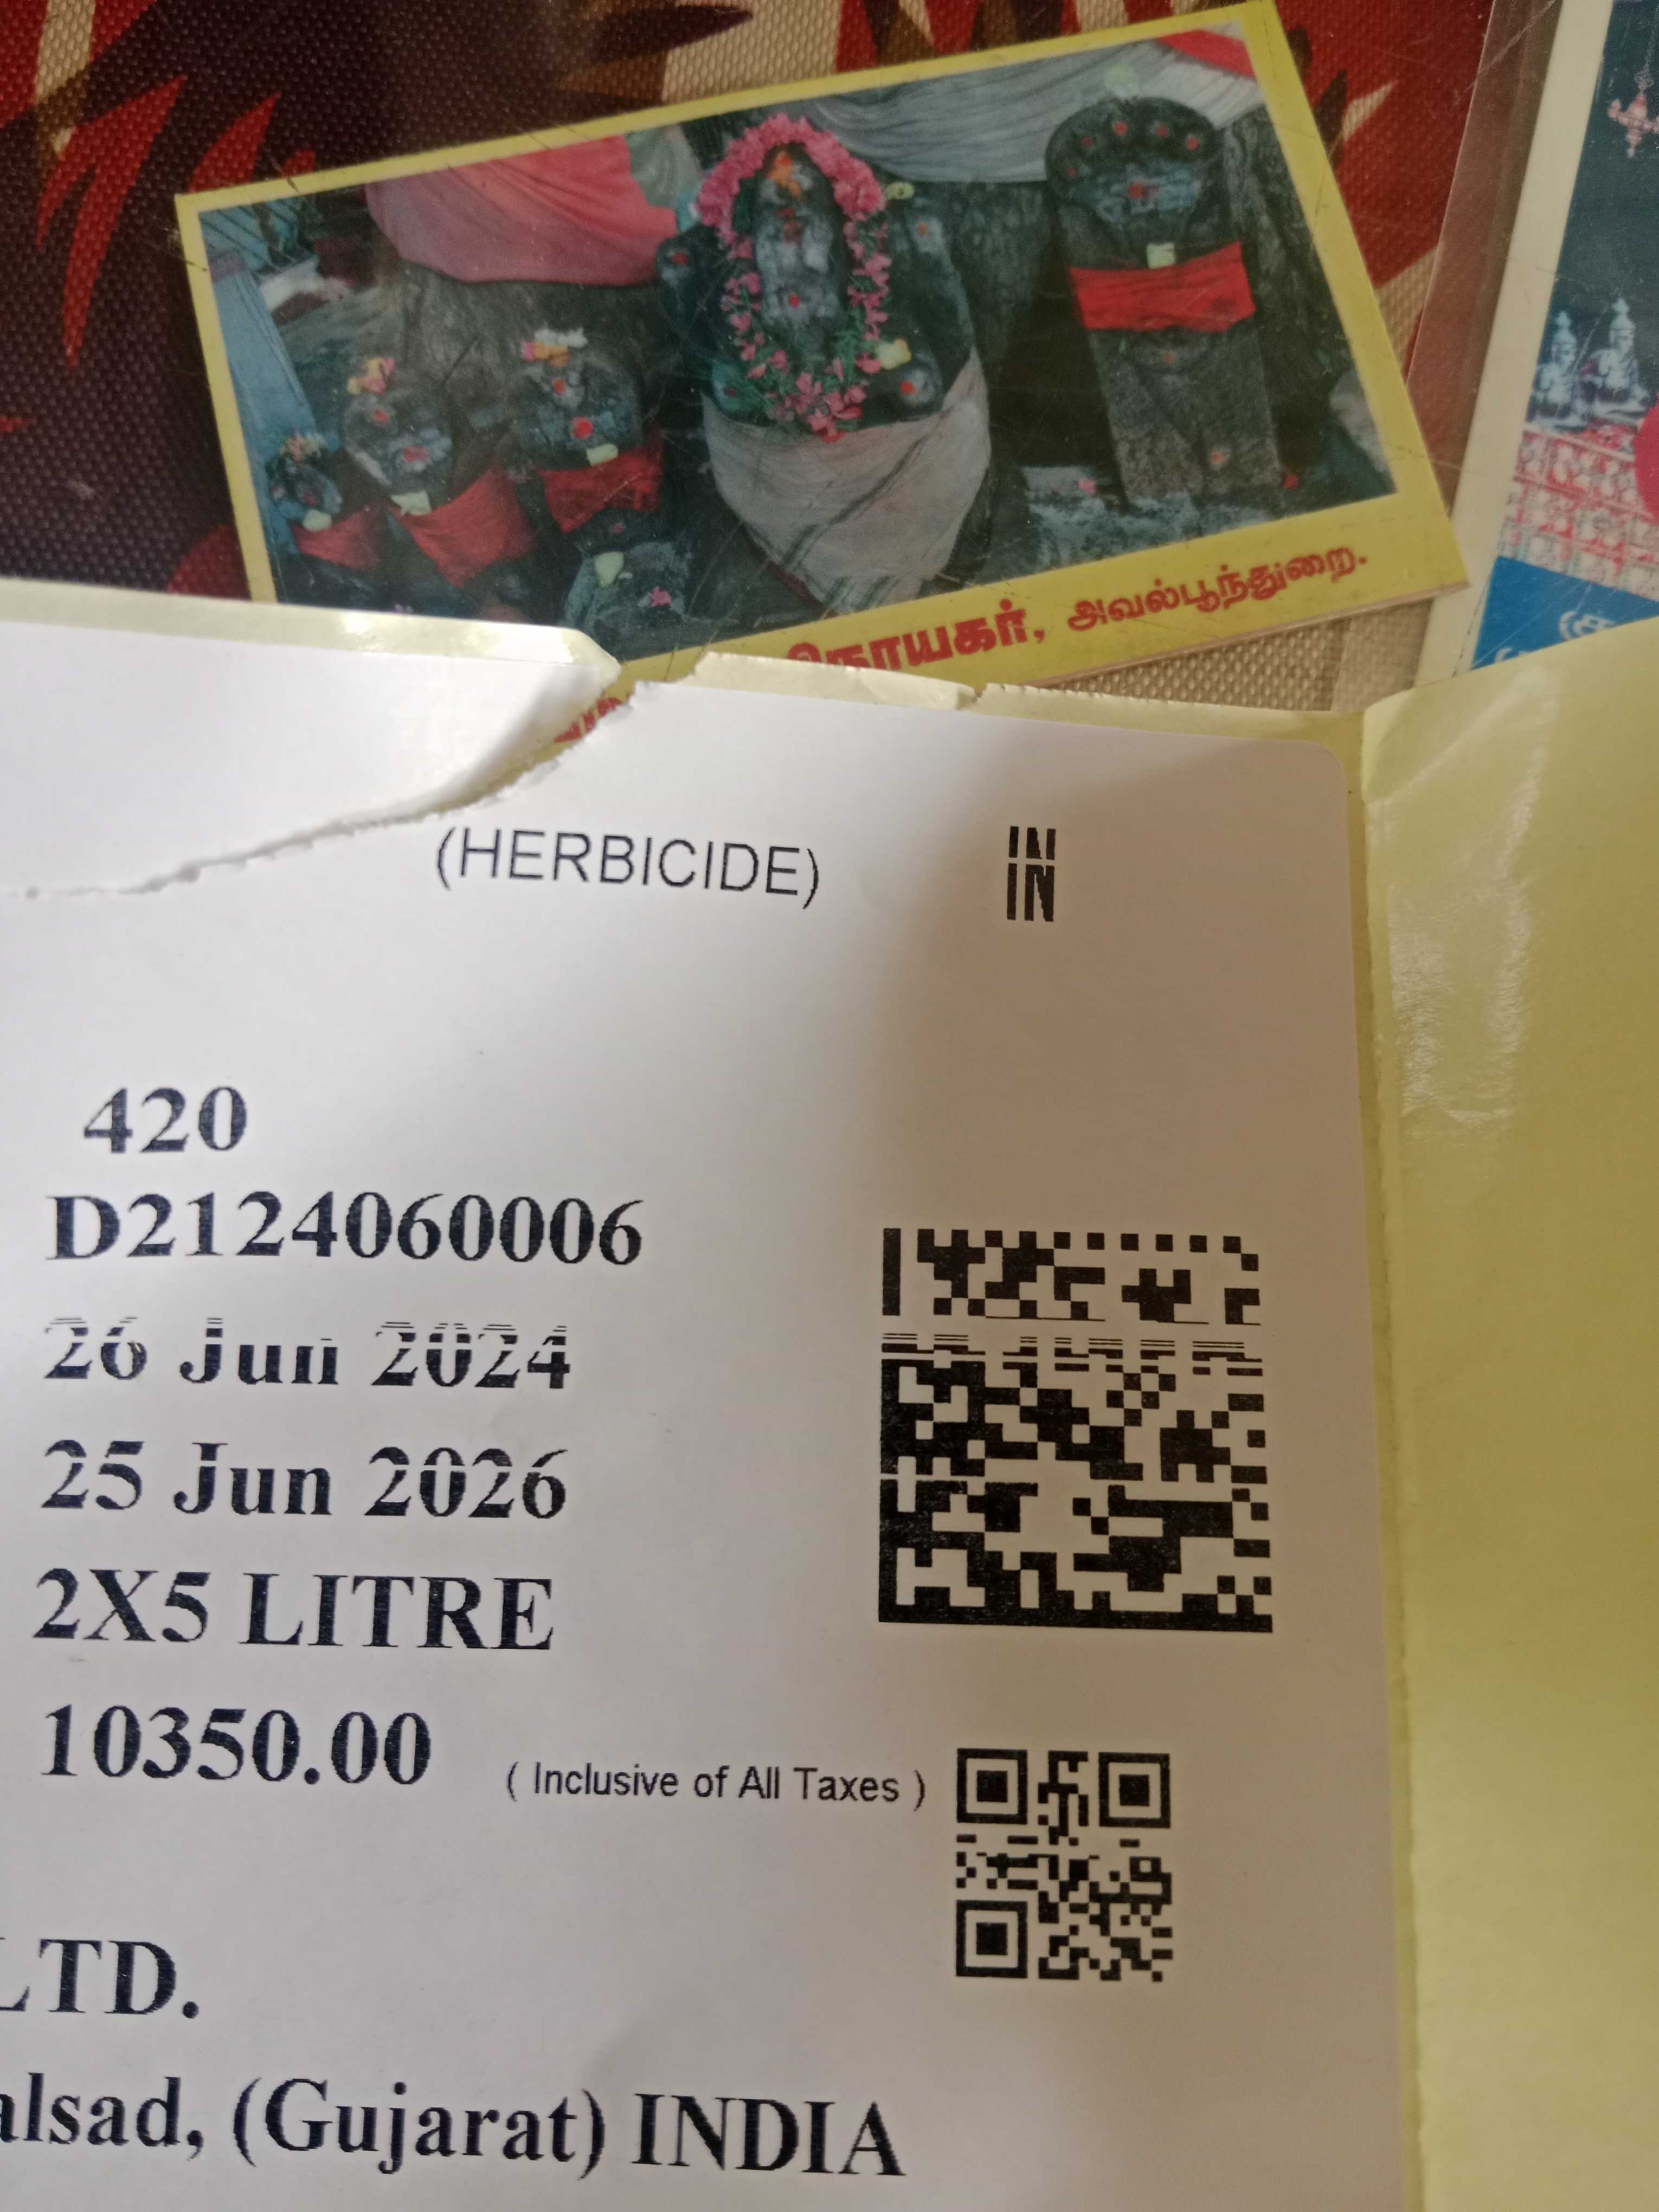 நாயகர், அவல்பூந்துறை.
(HERBICIDE)
IN
IN
420
D2124060006
26 Jun 2024
25 Jun 2026
2X5 LITRE
10350.00 ( Inclusive of All Taxes )
LTD.
alsad, (Gujarat) INDIA